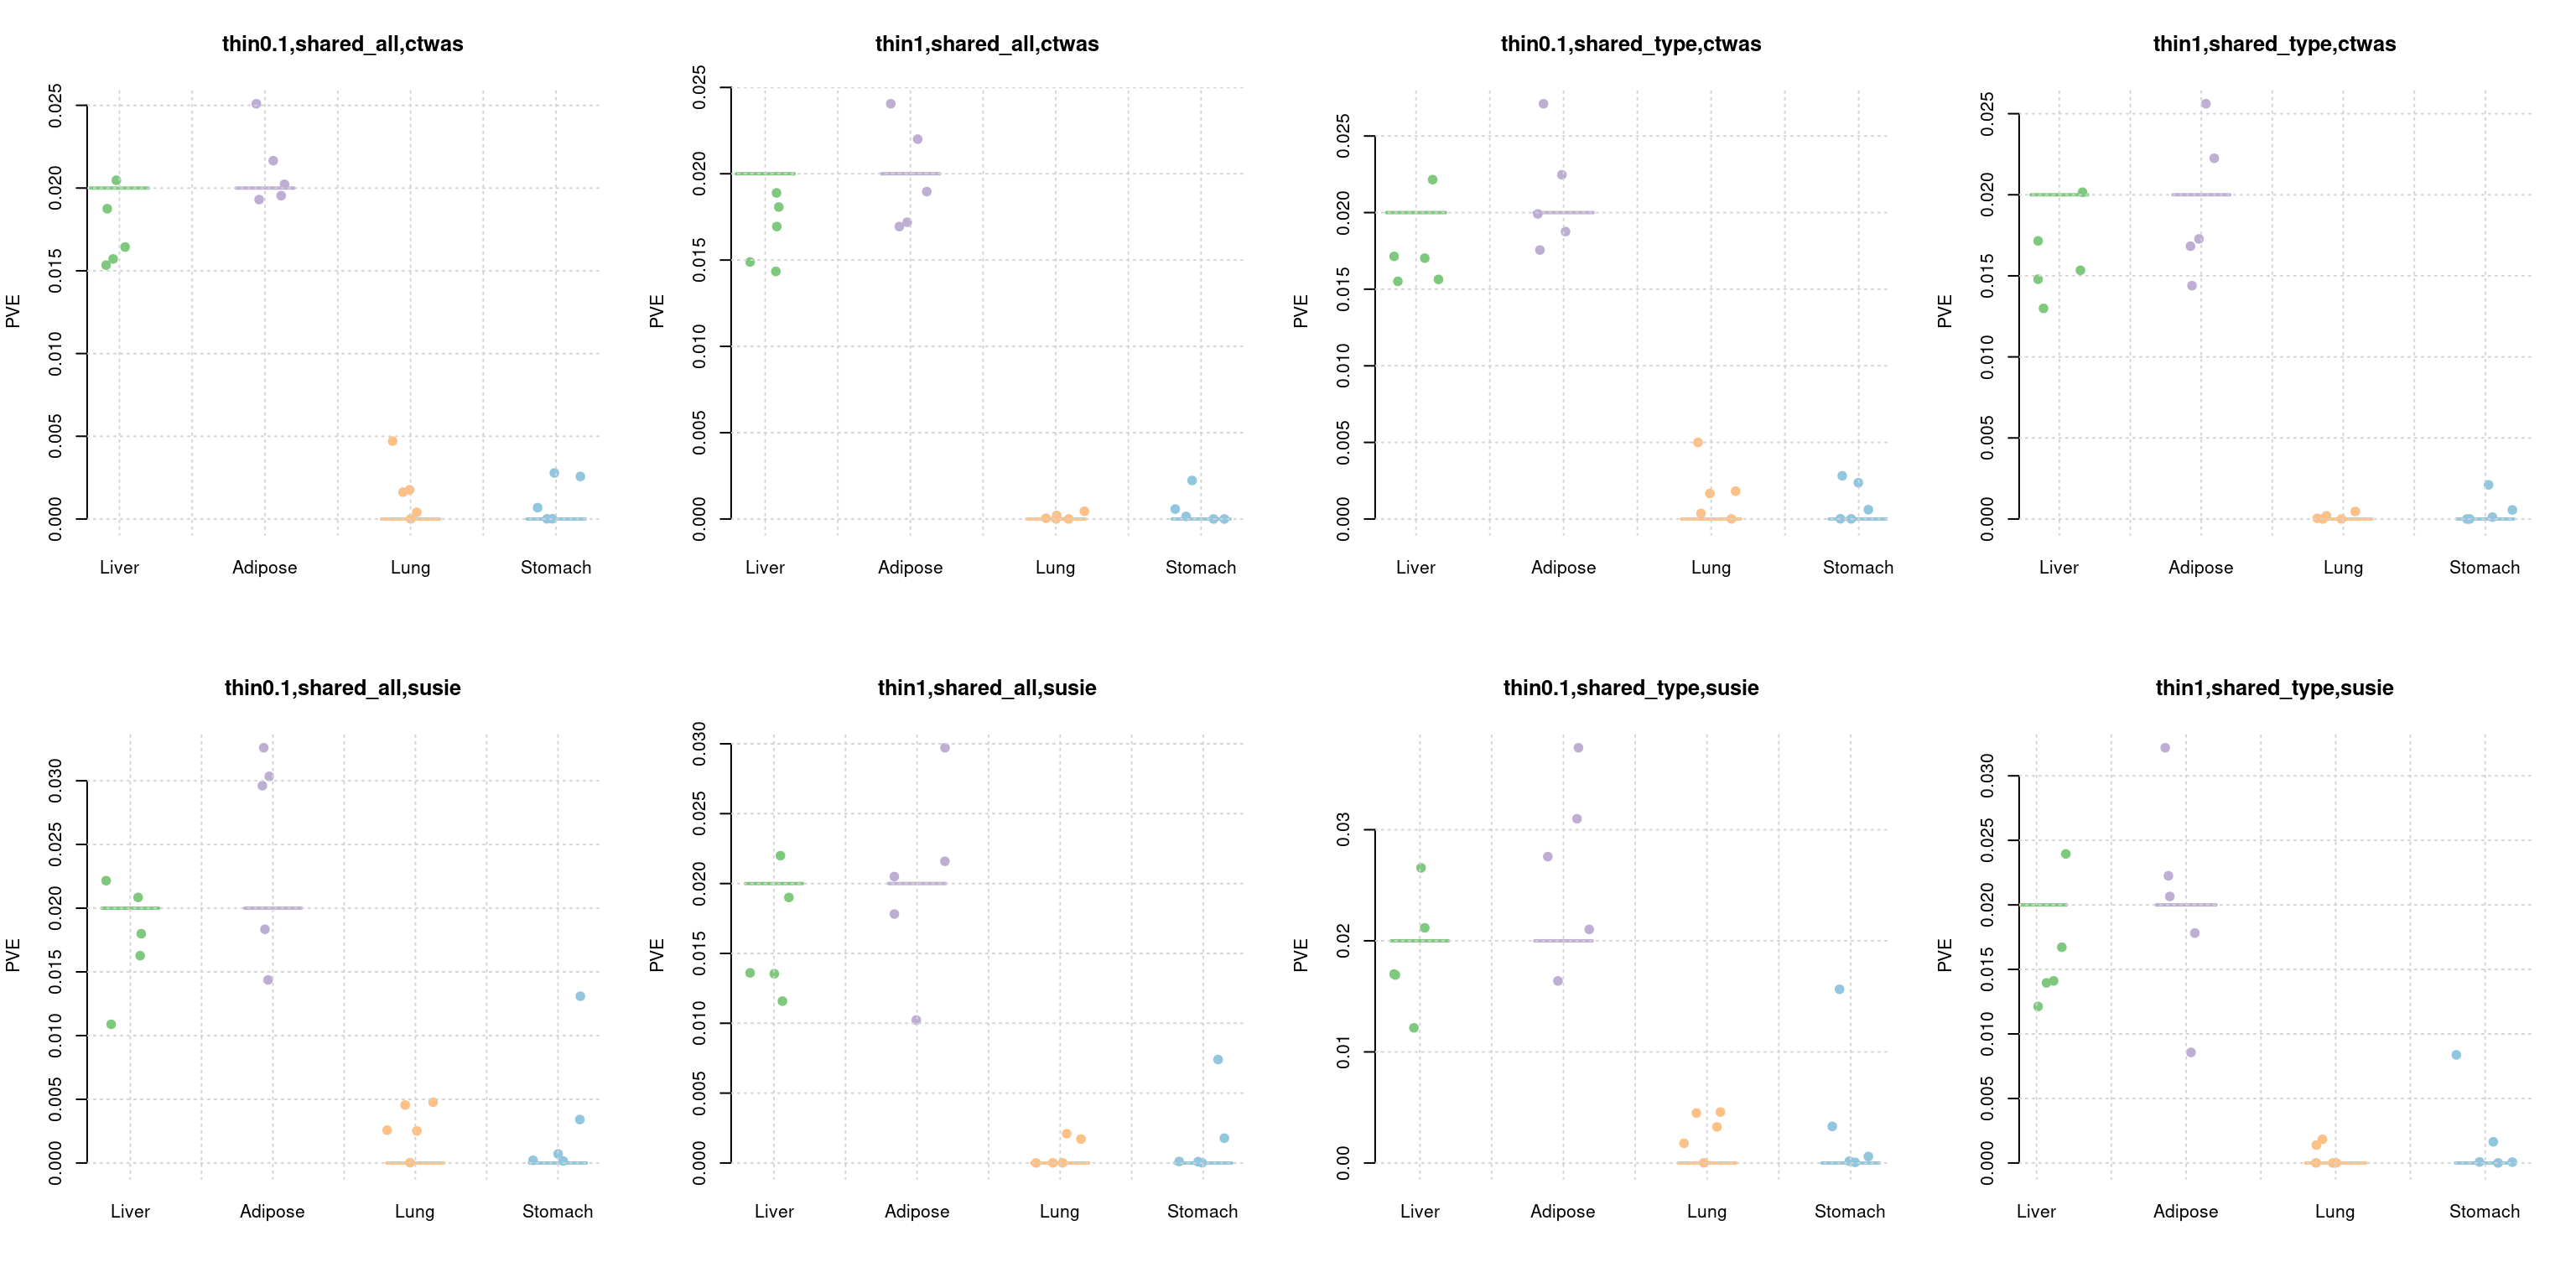 thin0.1,shared_all,ctwas
PVE
0.025
0.020
0.015
0.010
0.005
0.000
Liver Adipose Lung Stomach
thin1,shared_all,ctwas
PVE
0.025
0.020
0.015
0.010
0.005
0.000
Liver Adipose Lung Stomach
thin0.1,shared_type,ctwas
PVE
0.025
0.020
0.015
0.010
0.005
0.000
Liver Adipose Lung Stomach
thin1,shared_type,ctwas
PVE
0.025
0.020
0.015
0.010
0.005
0.000
Liver Adipose Lung Stomach
thin0.1,shared_all,susie
PVE
0.030
0.025
0.020
0.015
0.010
0.005
0.000
Liver Adipose Lung Stomach
thin1,shared_all,susie
PVE
0.030
0.025
0.020
0.015
0.010
0.005
0.000
Liver Adipose Lung Stomach
thin0.1,shared_type,susie
PVE
0.03
0.02
0.01
0.00
Liver Adipose Lung Stomach
thin1,shared_type,susie
PVE
0.030
0.025
0.020
0.015
0.010
0.005
0.000
Liver Adipose Lung Stomach